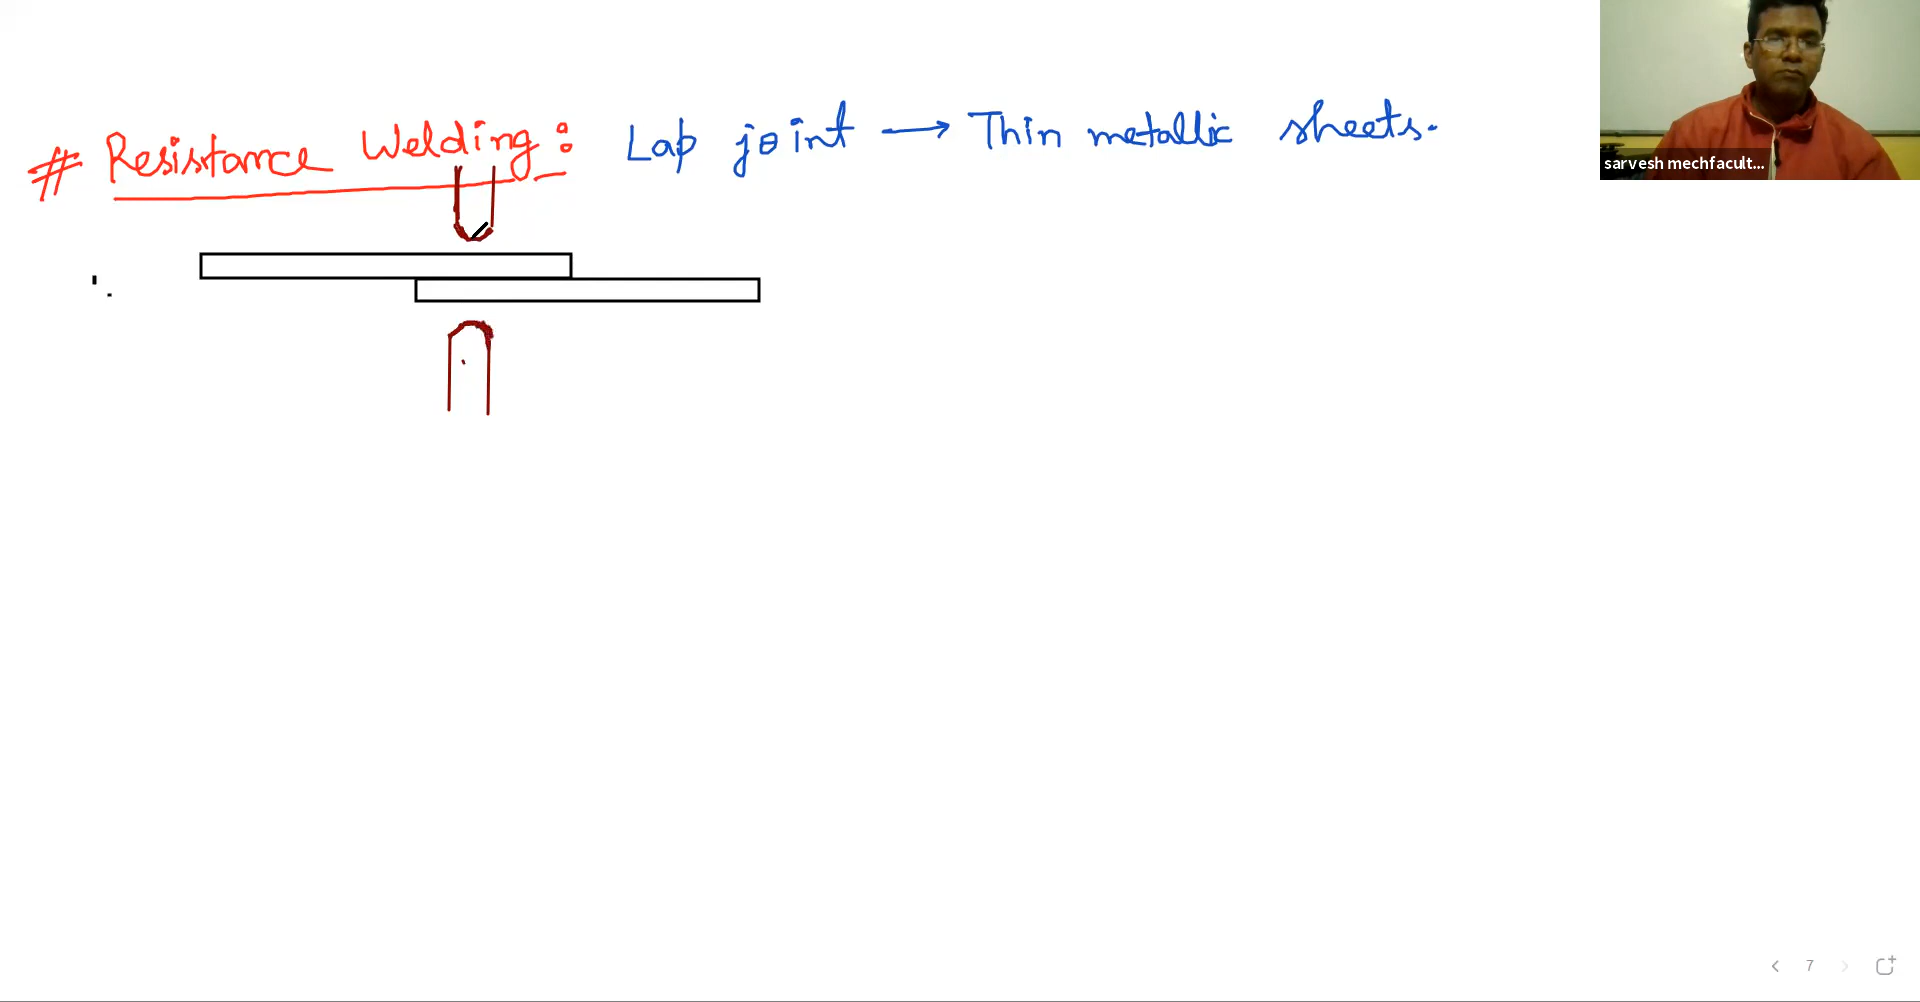 # Resistance Welding : Lap joint → Thin metallic sheets.
sarvesh mechfacult...
7